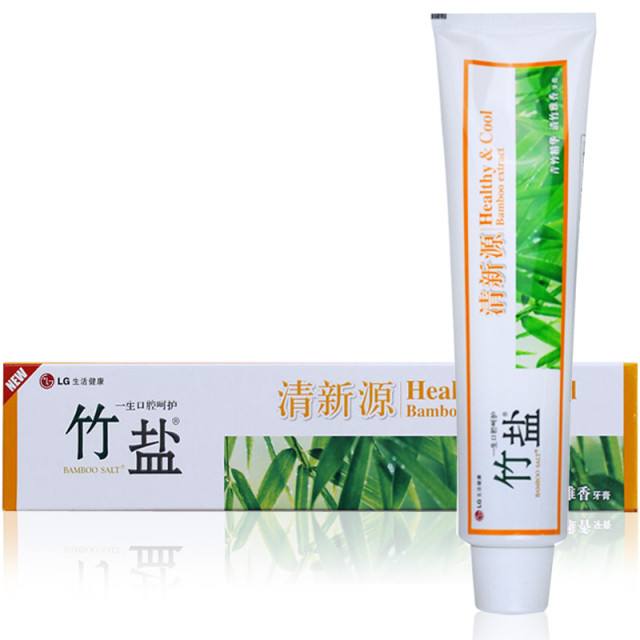 NEW
LG 生活健康
一生口腔呵护
竹盐®
BAMBOO SALT®
清新源
Heal
l
Bamboo
雅香牙膏
清新源
Healthy & Cool
Bamboo extract
青竹精华 清竹雅香牙膏
一生口腔呵护
竹盐®
BAMBOO SALT®
LG 生活健康